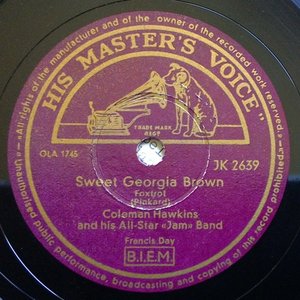 «All rights of the manufacturer and of the owner of the recorded work reserved.—
«Unauthorised public performance, broadcasting and copying of this record
HIS MASTER'S VOICE"
TRADE MARK
OLA 1745
JK 2639
Sweet Georgia Brown
Foxtrot
(Pinkard)
Coleman Hawkins
and his All-Star «Jam» Band
Francis Day
B.I.E.M.